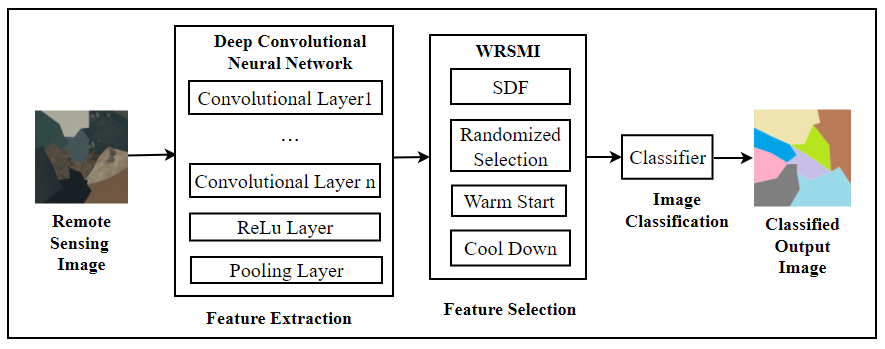 Remote
Sensing
Image
Deep Convolutional
Neural Network
Convolutional Layer1
...
Convolutional Layer n
ReLu Layer
Pooling Layer
Feature Extraction
WRSMI
SDF
Randomized
Selection
Warm Start
Cool Down
Feature Selection
Classifier
Image
Classification
Classified
Output
Image